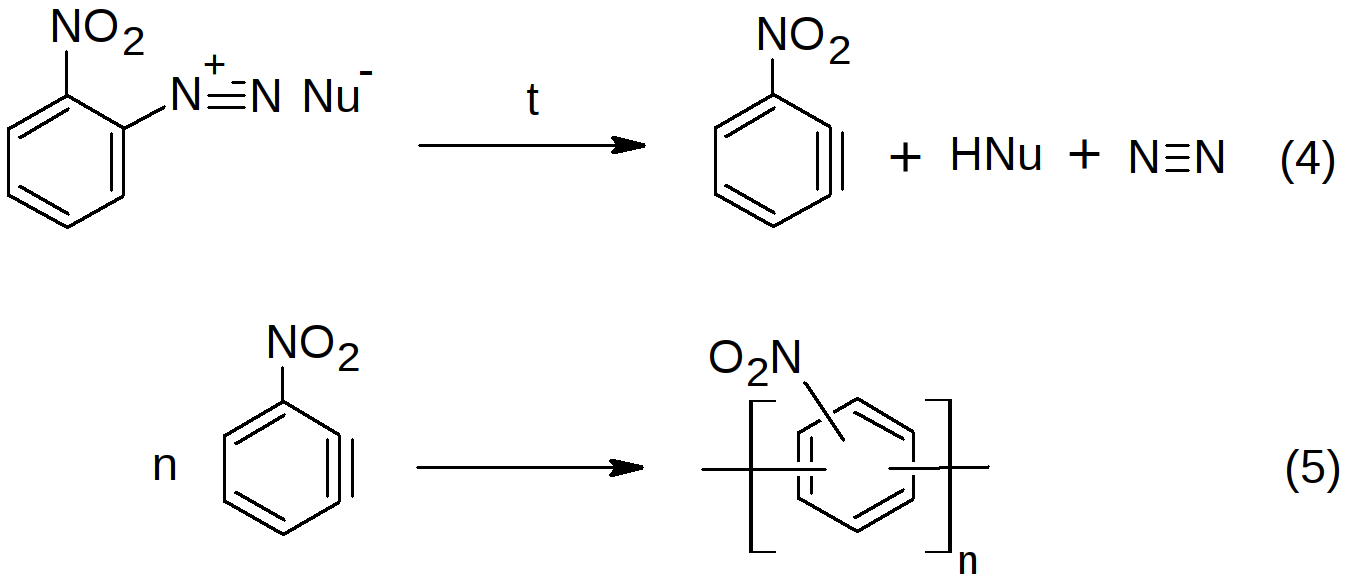 NO2
N+≡N Nu-
t
NO2
+ HNu + N≡N (4)
n
NO2
O2N
n
(5)